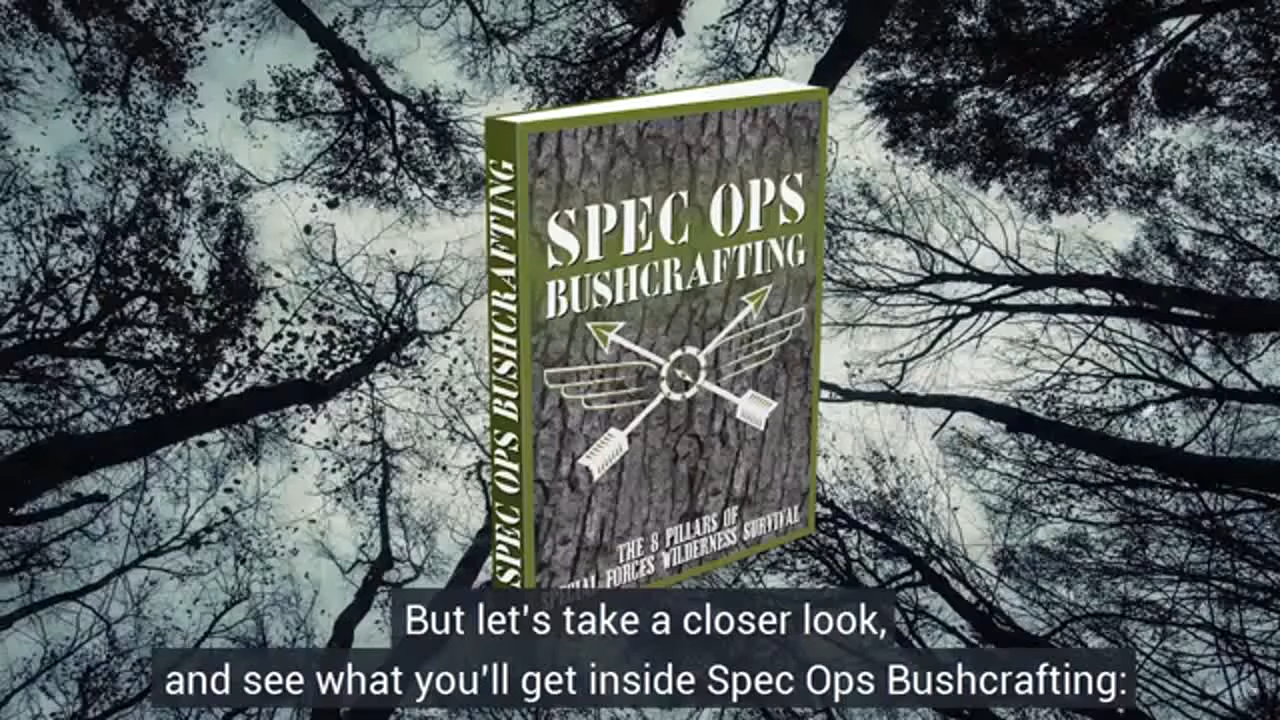 SPEC OPS BUSHCRAFTING
SPEC OPS
BUSHCRAFTING
THE 8 PILLARS OF
FORCES WILDERNESS SURVIVAL
But let's take a closer look,
and see what you'll get inside Spec Ops Bushcrafting: